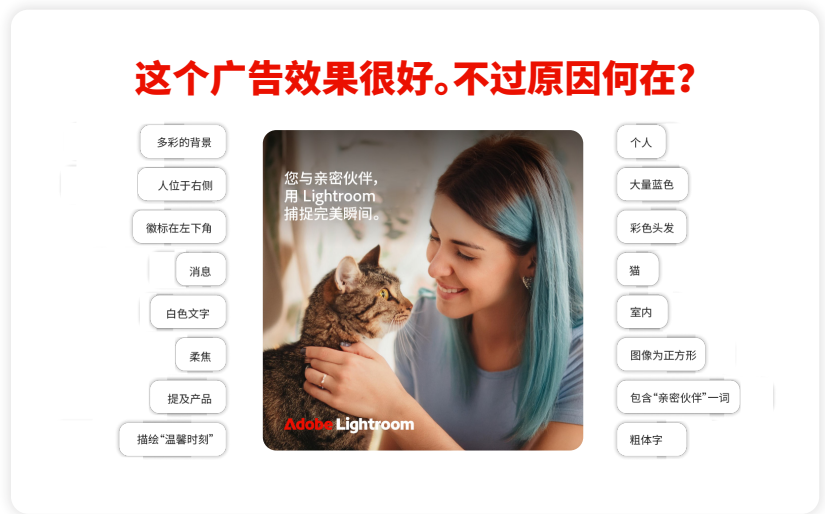 这个广告效果很好。不过原因何在？
多彩的背景
人位于右侧
徽标在左下角
消息
白色文字
柔焦
提及产品
描绘“温馨时刻”
您与亲密伙伴，
用 Lightroom
捕捉完美瞬间。
Adobe Lightroom
个人
大量蓝色
彩色头发
猫
室内
图像为正方形
包含“亲密伙伴”一词
粗体字